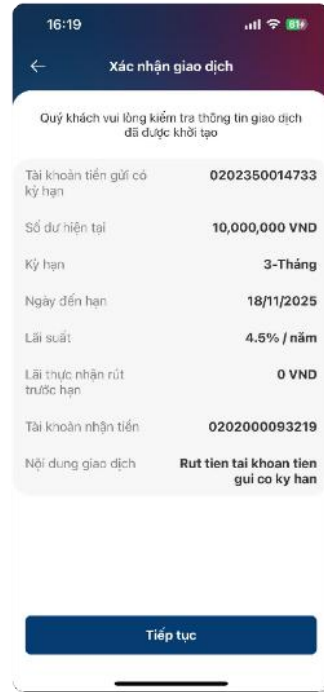 16:19
81
Xác nhận giao dịch
Quý khách vui lòng kiểm tra thông tin giao dịch
đã được khởi tạo
Tài khoản tiền gửi có
kỳ hạn
0202350014733
Số dư hiện tại
10,000,000 VND
Kỳ hạn
3-Tháng
Ngày đến hạn
18/11/2025
Lãi suất
4.5% / năm
Lãi thực nhận rút
trước hạn
0 VND
Tài khoản nhận tiền
0202000093219
Nội dung giao dịch
Rut tien tai khoan tien
gui co ky han
Tiếp tục